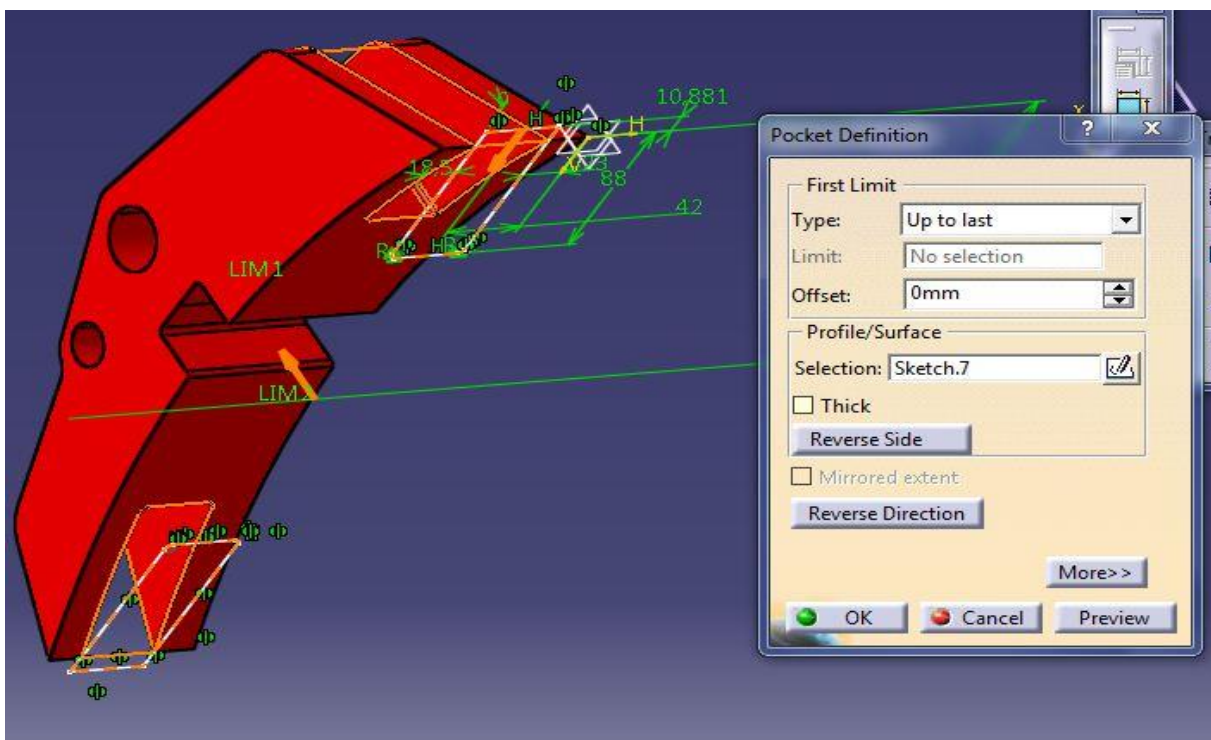 10,881
H
H
18,5
88
42
R
H
LIM1
LIM
Pocket Definition
?
X
First Limit
Type: Up to last
Limit: No selection
Offset: 0mm
Profile/Surface
Selection: Sketch.7
Thick
Reverse Side
Mirrored extent
Reverse Direction
More>>
OK Cancel Preview